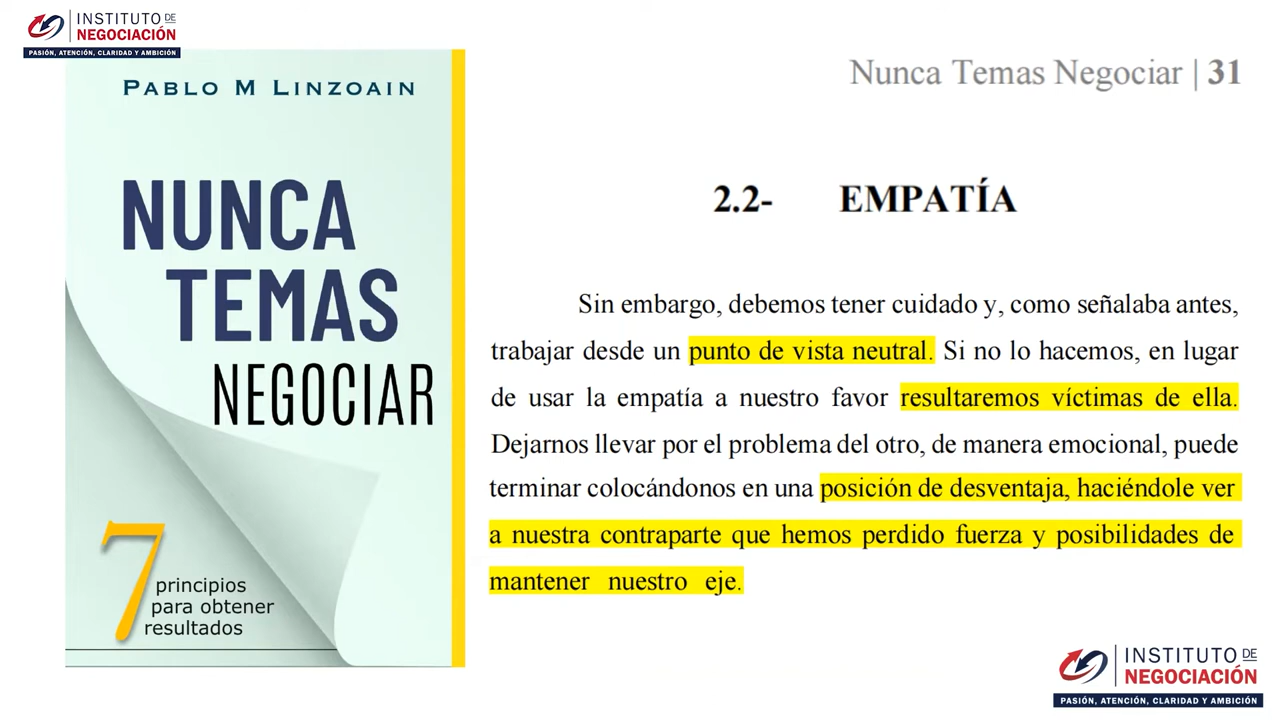 INSTITUTO DE
NEGOCIACIÓN
PASIÓN, ATENCIÓN, CLARIDAD Y AMBICIÓN
PABLO M LINZOAIN
NUNCA
TEMAS
NEGOCIAR
7
principios
para obtener
resultados
Nunca Temas Negociar | 31
2.2- EMPATÍA
Sin embargo, debemos tener cuidado y, como señalaba antes,
trabajar desde un punto de vista neutral. Si no lo hacemos, en lugar
de usar la empatía a nuestro favor resultaremos víctimas de ella.
Dejarnos llevar por el problema del otro, de manera emocional, puede
terminar colocándonos en una posición de desventaja, haciéndole ver
a nuestra contraparte que hemos perdido fuerza y posibilidades de
mantener nuestro eje.
INSTITUTO DE
NEGOCIACIÓN
PASIÓN, ATENCIÓN, CLARIDAD Y AMBICIÓN